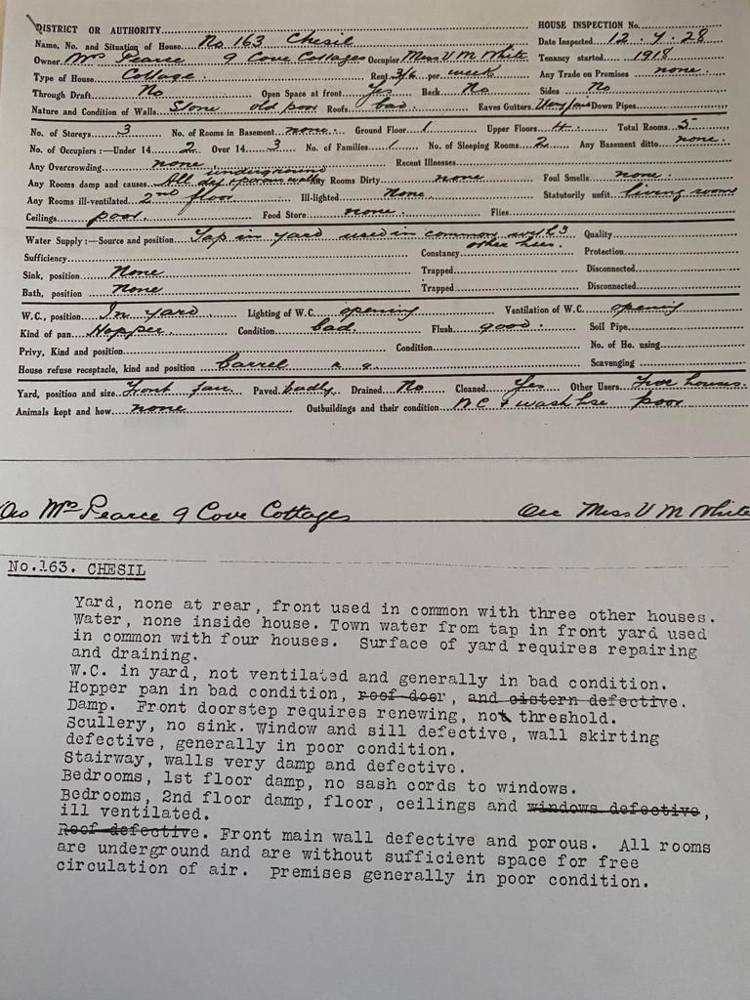 DISTRICT OR AUTHORITY HOUSE INSPECTION No.
Name, No. and Situation of House. No 163 Chesil Date Inspected. 12. 4. 28
Owner. Mrs Pearce 9 Cove Cottages Occupier Miss V M White Tenancy started 1918
Type of House Cottage. Rent 3/6 per week Any Trade on Premises none.
Through Draft No Open Space at front Yes Back No Sides No
Nature and Condition of Walls Stone old poor Roofs bad. Eaves Gutters. Down Pipes
No. of Storeys 3 No. of Rooms in Basement none. Ground Floor 1 Upper Floors 4. Total Rooms 5
No. of Occupiers :—Under 14 2 Over 14 3 No. of Families 1 No. of Sleeping Rooms 2 Any Basement ditto none.
Any Overcrowding none Recent Illnesses
Any Rooms damp and causes All underground & porous walls Any Rooms Dirty none Foul Smells none.
Any Rooms ill-ventilated 2nd floor Ill-lighted None Statutorily unfit living room
Ceilings poor. Food Store none. Flies
Water Supply :—Source and position Tap in yard used in common with 3 other hses. Quality
Sufficiency Constancy Protection
Sink, position None Trapped Disconnected
Bath, position none Trapped Disconnected
W.C., position In yard Lighting of W.C. opening Ventilation of W.C. opening
Kind of pan Hopper. Condition bad. Flush good. Soil Pipe
Privy, Kind and position Condition No. of Ho. using
House refuse receptacle, kind and position barrel Scavenging
Yard, position and size Front fair Paved badly. Drained No Cleaned Yes Other Users Five houses.
Animals kept and how none Outbuildings and their condition W.C. & wash hse poor
Ow Mrs Pearce 9 Cove Cottages Occ Miss V M White
No.163. CHESIL
Yard, none at rear, front used in common with three other houses.
Water, none inside house. Town water from tap in front yard used
in common with four houses. Surface of yard requires repairing
and draining.
W.C. in yard, not ventilated and generally in bad condition.
Hopper pan in bad condition, roof door, and cistern defective.
Damp. Front doorstep requires renewing, not threshold.
Scullery, no sink. Window and sill defective, wall skirting
defective, generally in poor condition.
Stairway, walls very damp and defective.
Bedrooms, 1st floor damp, no sash cords to windows.
Bedrooms, 2nd floor damp, floor, ceilings and windows defective,
ill ventilated.
Roof defective. Front main wall defective and porous. All rooms
are underground and are without sufficient space for free
circulation of air. Premises generally in poor condition.